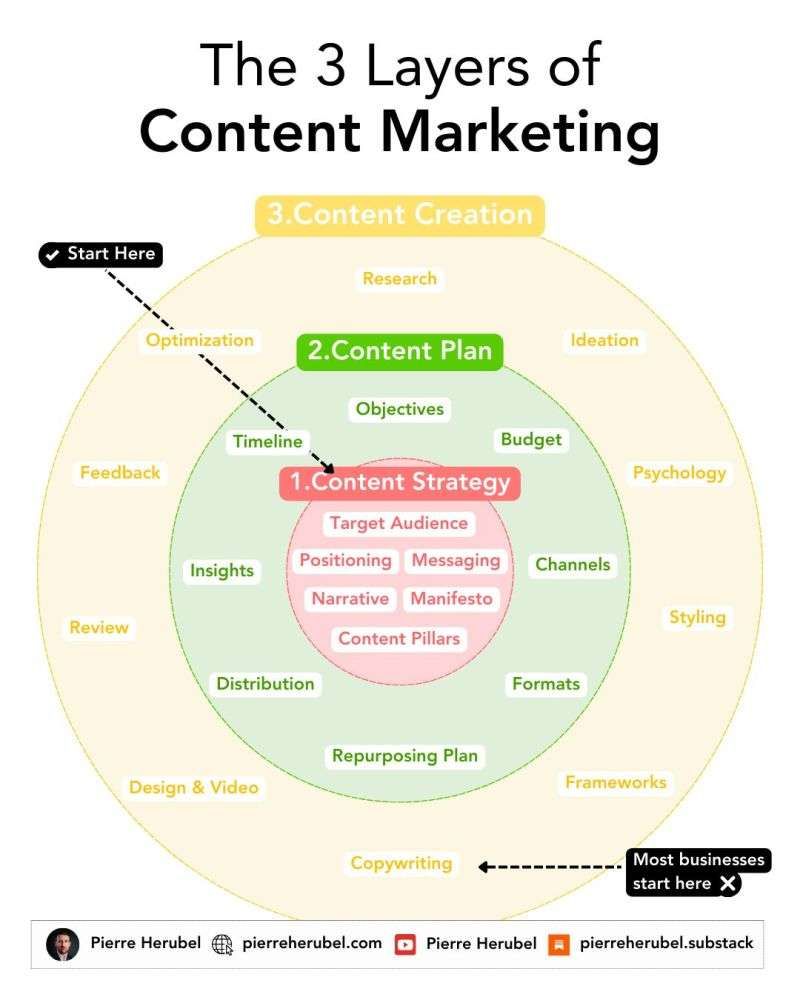 The 3 Layers of
Content Marketing
3.Content Creation
Start Here
Research
Optimization
Ideation
2.Content Plan
Objectives
Timeline
Budget
Feedback
Psychology
1.Content Strategy
Target Audience
Positioning
Messaging
Insights
Channels
Narrative
Manifesto
Review
Styling
Content Pillars
Distribution
Formats
Repurposing Plan
Design & Video
Frameworks
Copywriting
Most businesses
start here
Pierre Herubel
pierreherubel.com
Pierre Herubel
pierreherubel.substack